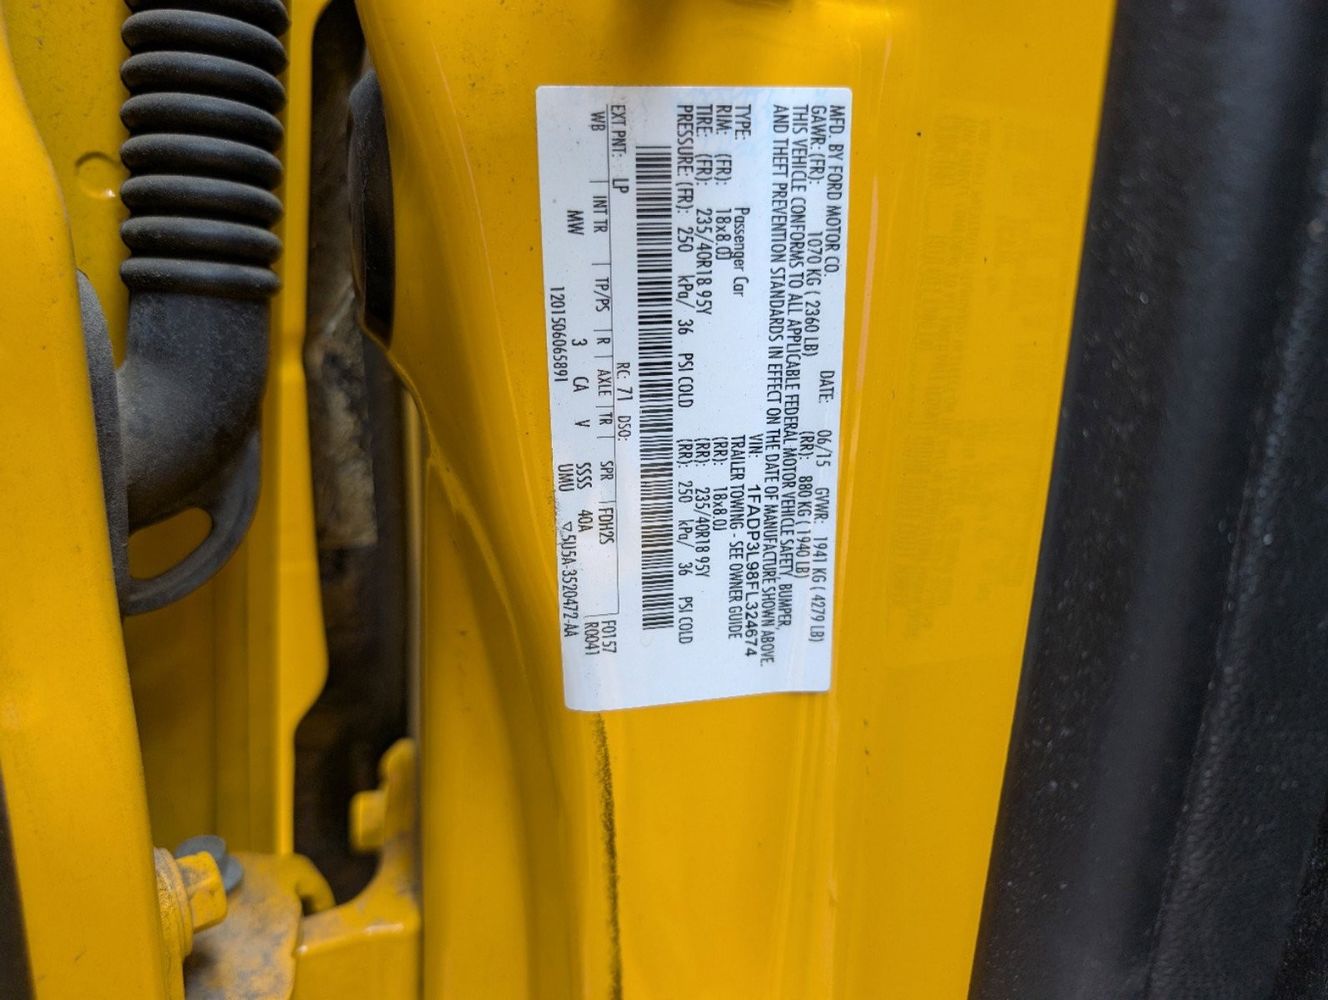 MFD. BY FORD MOTOR CO.
DATE: 06/15 GVWR: 1941 KG ( 4279 LB)
GAWR: (FR): 1070 KG ( 2360 LB) (RR): 880 KG ( 1940 LB)
THIS VEHICLE CONFORMS TO ALL APPLICABLE FEDERAL MOTOR VEHICLE SAFETY, BUMPER,
AND THEFT PREVENTION STANDARDS IN EFFECT ON THE DATE OF MANUFACTURE SHOWN ABOVE.
VIN: 1FADP3L98FL324674
TYPE: Passenger Car TRAILER TOWING - SEE OWNER GUIDE
RIM: (FR): 18x8.0J (RR): 18x8.0J
TIRE: (FR): 235/40R18 95Y (RR): 235/40R18 95Y
PRESSURE: (FR): 250 kPa/ 36 PSI COLD (RR): 250 kPa/ 36 PSI COLD
EXT PNT: LP RC: 71 DSO: F0157
WB INT TR TP/PS R AXLE TR SPR FDH2S R0041
MW 3 CA V SSSS 40A
120150606589​1 UMU ▽5U5A-3520472-AA